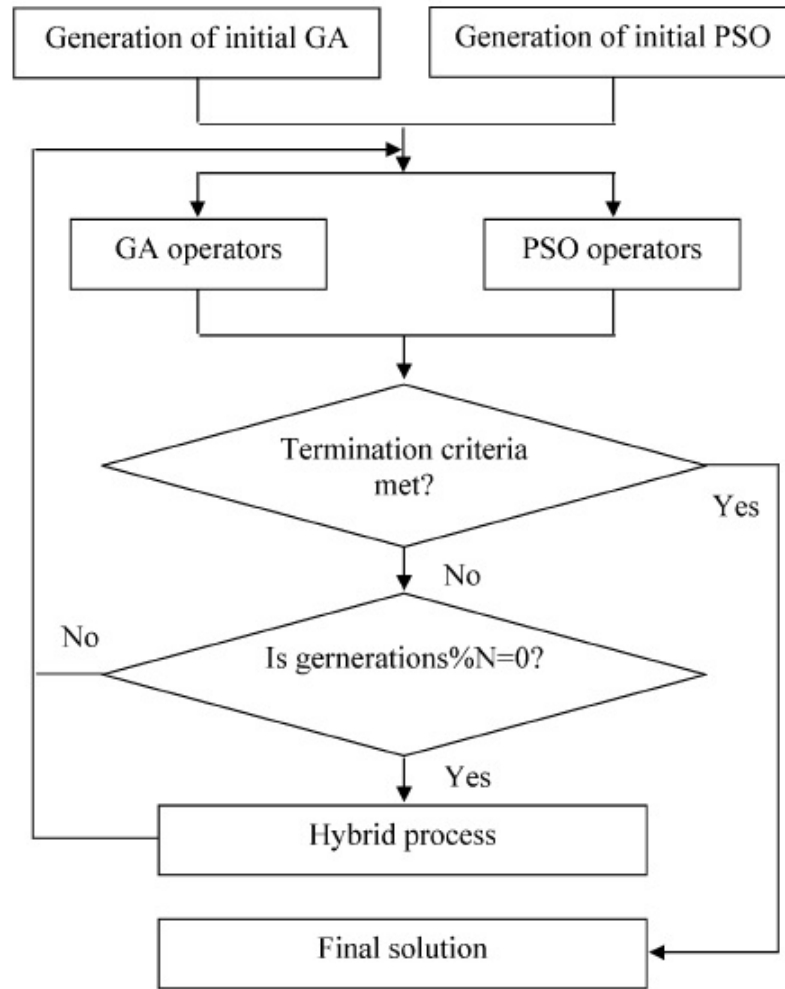 Generation of initial GA
Generation of initial PSO
GA operators
PSO operators
Termination criteria
met?
Yes
No
No
Is gernerations%N=0?
Yes
Hybrid process
Final solution